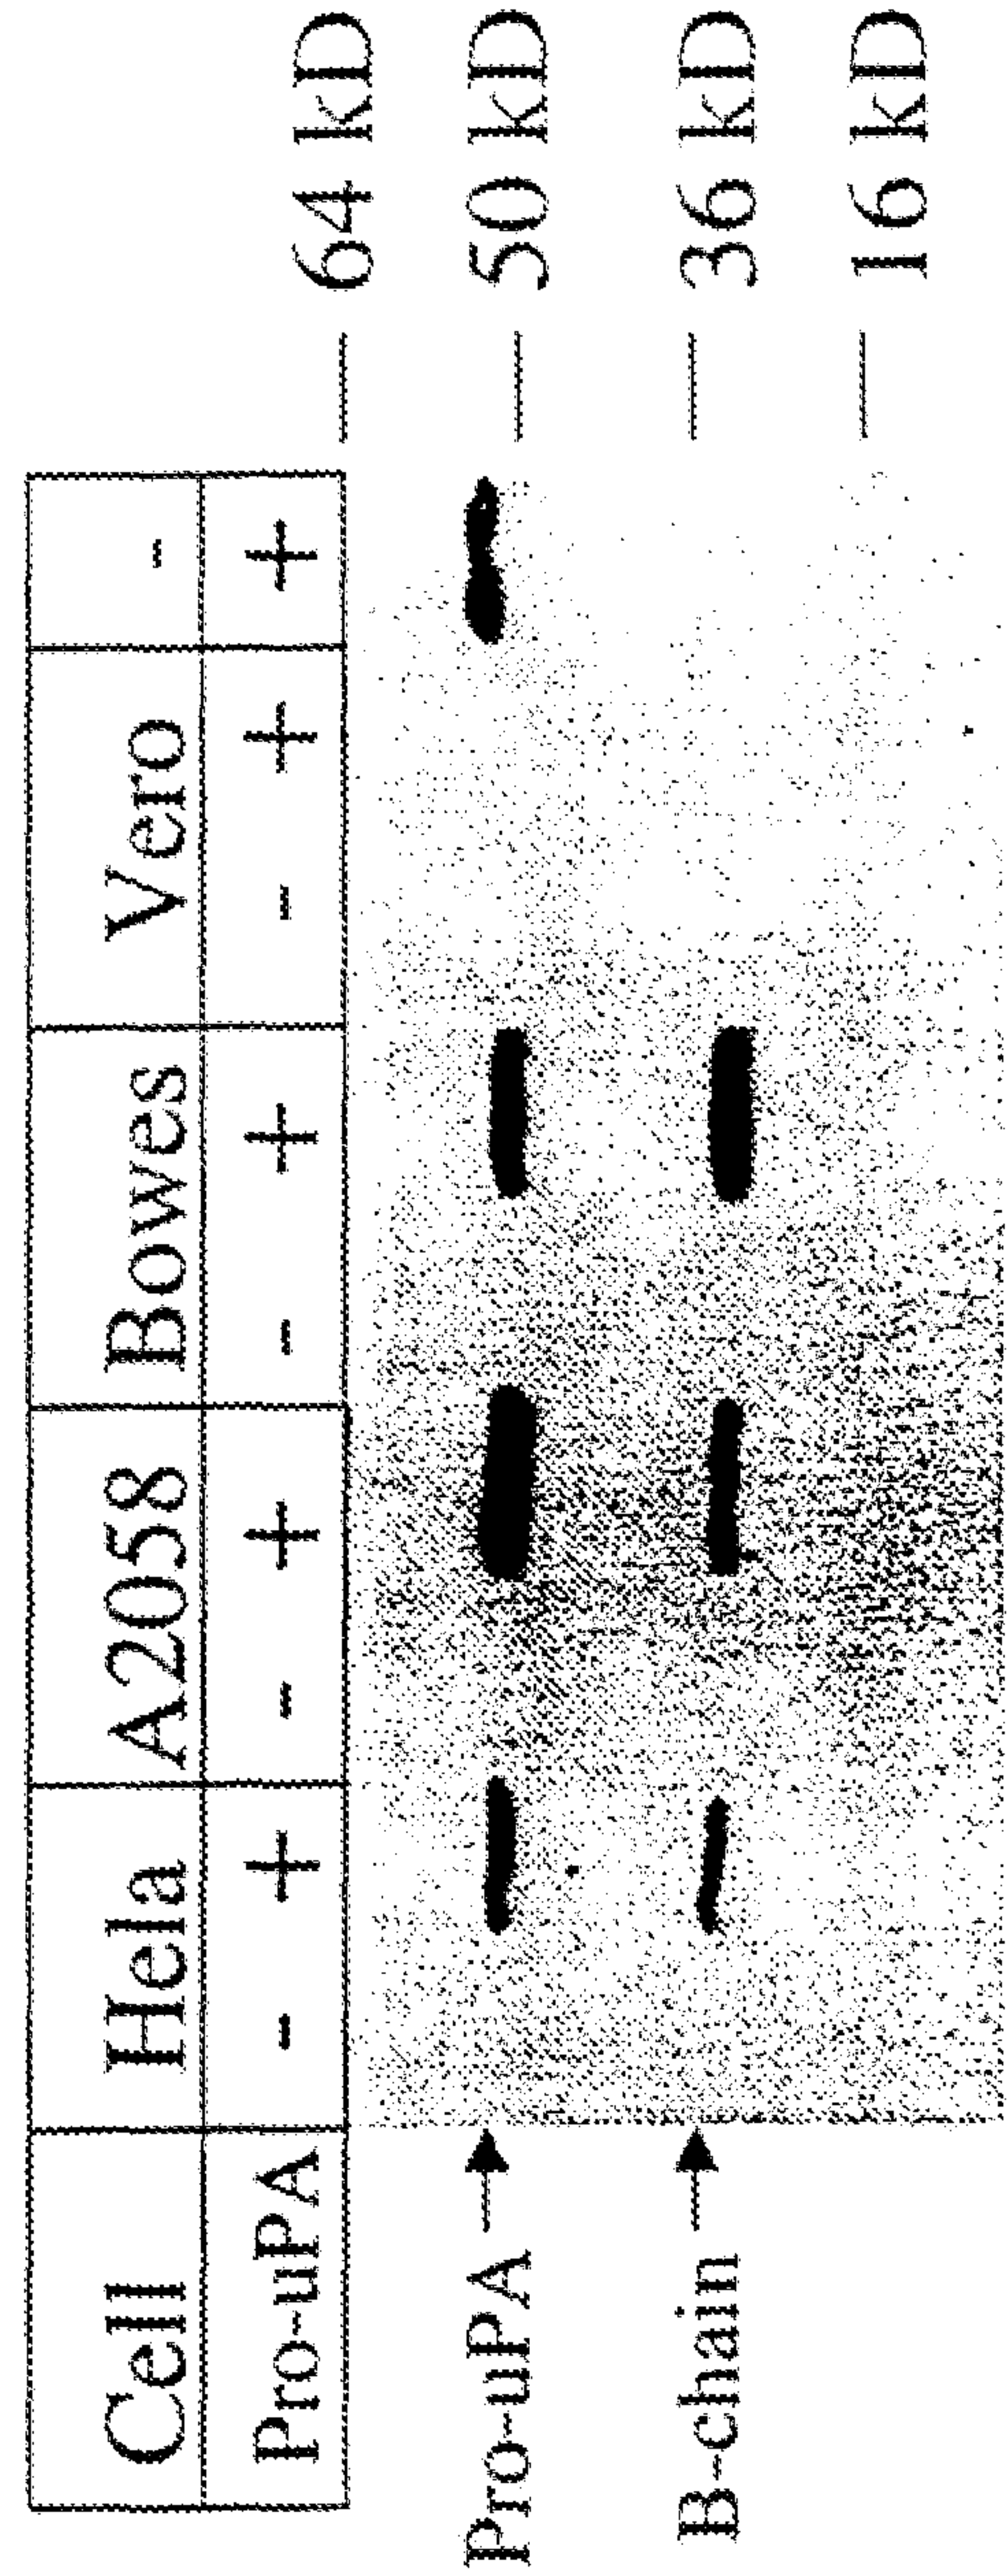 Cell Hela A2058 Bowes Vero -
Pro-uPA - + - + - + - + +
64 kD
Pro-uPA 50 kD
B-chain 36 kD
16 kD